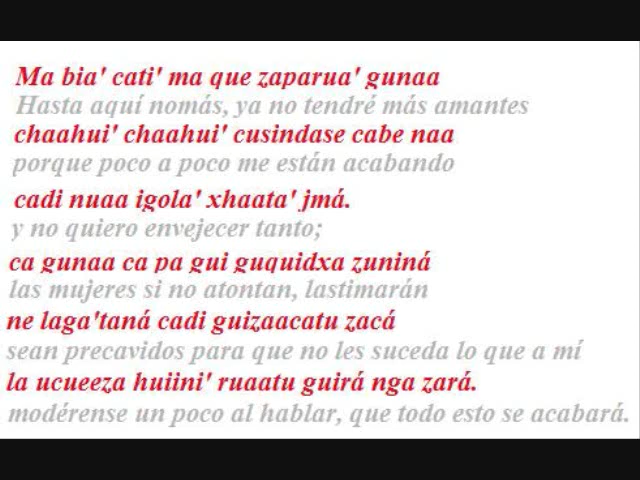 Ma bia' cati' ma que zaparua' gunaa
Hasta aquí nomás, ya no tendré más amantes
chaahui' chaahui' cusindase cabe naa
porque poco a poco me están acabando
cadi nuaa igola' xhaata' jmá.
y no quiero envejecer tanto;
ca gunaa ca pa gui guquidxa zuniná
las mujeres si no atontan, lastimarán
ne laga'taná cadi guizaacatu zacá
sean precavidos para que no les suceda lo que a mí
la ucueeza huiini' ruaatu guirá nga zará.
modérense un poco al hablar, que todo esto se acabará.